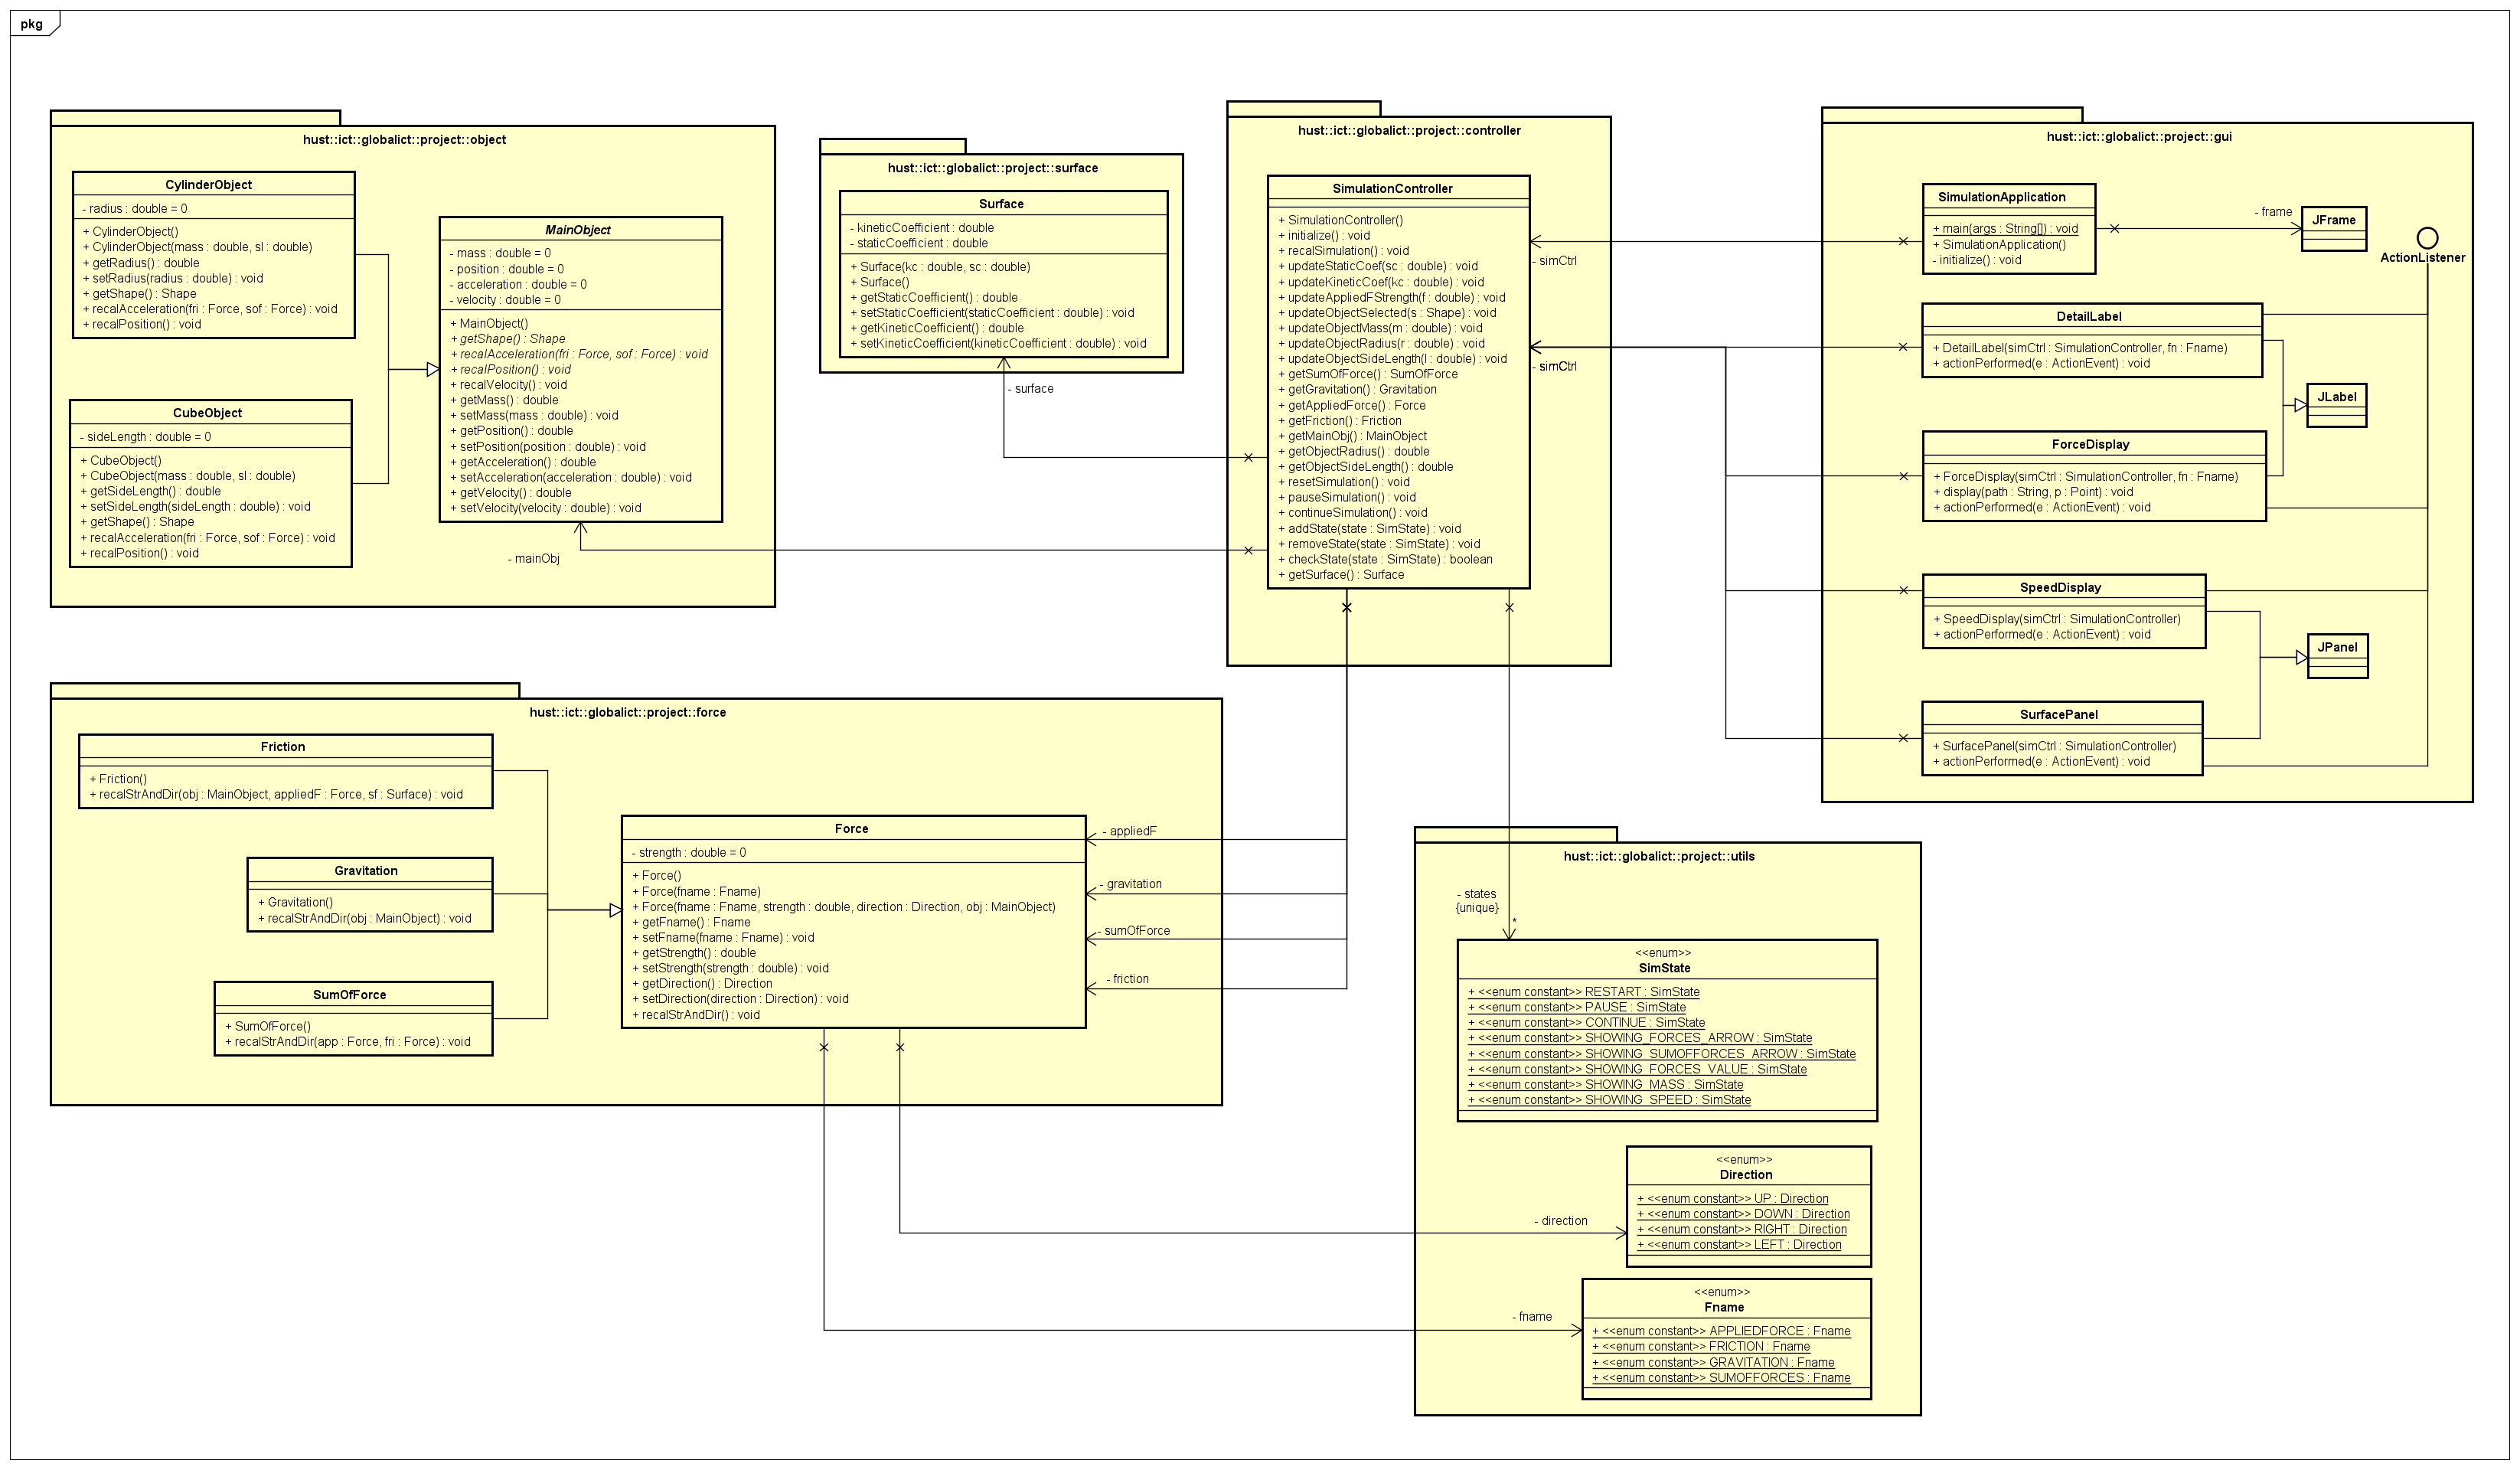 pkg
hust::ict::globalict::project::object
CylinderObject
- radius : double = 0
+ CylinderObject()
+ CylinderObject(mass : double, sl : double)
+ getRadius() : double
+ setRadius(radius : double) : void
+ getShape() : Shape
+ recalAcceleration(fri : Force, sof : Force) : void
+ recalPosition() : void
CubeObject
- sideLength : double = 0
+ CubeObject()
+ CubeObject(mass : double, sl : double)
+ getSideLength() : double
+ setSideLength(sideLength : double) : void
+ getShape() : Shape
+ recalAcceleration(fri : Force, sof : Force) : void
+ recalPosition() : void
MainObject
- mass : double = 0
- position : double = 0
- acceleration : double = 0
- velocity : double = 0
+ MainObject()
+ getShape() : Shape
+ recalAcceleration(fri : Force, sof : Force) : void
+ recalPosition() : void
+ recalVelocity() : void
+ getMass() : double
+ setMass(mass : double) : void
+ getPosition() : double
+ setPosition(position : double) : void
+ getAcceleration() : double
+ setAcceleration(acceleration : double) : void
+ getVelocity() : double
+ setVelocity(velocity : double) : void
- mainObj
hust::ict::globalict::project::surface
Surface
- kineticCoefficient : double
- staticCoefficient : double
+ Surface(kc : double, sc : double)
+ Surface()
+ getStaticCoefficient() : double
+ setStaticCoefficient(staticCoefficient : double) : void
+ getKineticCoefficient() : double
+ setKineticCoefficient(kineticCoefficient : double) : void
- surface
hust::ict::globalict::project::controller
SimulationController
+ SimulationController()
+ initialize() : void
+ recalSimulation() : void
+ updateStaticCoef(sc : double) : void
+ updateKineticCoef(kc : double) : void
+ updateAppliedFStrength(f : double) : void
+ updateObjectSelected(s : Shape) : void
+ updateObjectMass(m : double) : void
+ updateObjectRadius(r : double) : void
+ updateObjectSideLength(l : double) : void
+ getSumOfForce() : SumOfForce
+ getGravitation() : Gravitation
+ getAppliedForce() : Force
+ getFriction() : Friction
+ getMainObj() : MainObject
+ getObjectRadius() : double
+ getObjectSideLength() : double
+ resetSimulation() : void
+ pauseSimulation() : void
+ continueSimulation() : void
+ addState(state : SimState) : void
+ removeState(state : SimState) : void
+ checkState(state : SimState) : boolean
+ getSurface() : Surface
- simCtrl
- simCtrl
hust::ict::globalict::project::gui
SimulationApplication
+ main(args : String[]) : void
+ SimulationApplication()
- initialize() : void
- frame
JFrame
ActionListener
DetailLabel
+ DetailLabel(simCtrl : SimulationController, fn : Fname)
+ actionPerformed(e : ActionEvent) : void
JLabel
ForceDisplay
+ ForceDisplay(simCtrl : SimulationController, fn : Fname)
+ display(path : String, p : Point) : void
+ actionPerformed(e : ActionEvent) : void
SpeedDisplay
+ SpeedDisplay(simCtrl : SimulationController)
+ actionPerformed(e : ActionEvent) : void
JPanel
SurfacePanel
+ SurfacePanel(simCtrl : SimulationController)
+ actionPerformed(e : ActionEvent) : void
hust::ict::globalict::project::force
Friction
+ Friction()
+ recalStrAndDir(obj : MainObject, appliedF : Force, sf : Surface) : void
Gravitation
+ Gravitation()
+ recalStrAndDir(obj : MainObject) : void
SumOfForce
+ SumOfForce()
+ recalStrAndDir(app : Force, fri : Force) : void
Force
- strength : double = 0
+ Force()
+ Force(fname : Fname)
+ Force(fname : Fname, strength : double, direction : Direction, obj : MainObject)
+ getFname() : Fname
+ setFname(fname : Fname) : void
+ getStrength() : double
+ setStrength(strength : double) : void
+ getDirection() : Direction
+ setDirection(direction : Direction) : void
+ recalStrAndDir() : void
- appliedF
- gravitation
- sumOfForce
- friction
hust::ict::globalict::project::utils
- states
{unique}
*
<<enum>>
SimState
+ <<enum constant>> RESTART : SimState
+ <<enum constant>> PAUSE : SimState
+ <<enum constant>> CONTINUE : SimState
+ <<enum constant>> SHOWING_FORCES_ARROW : SimState
+ <<enum constant>> SHOWING_SUMOFFORCES_ARROW : SimState
+ <<enum constant>> SHOWING_FORCES_VALUE : SimState
+ <<enum constant>> SHOWING_MASS : SimState
+ <<enum constant>> SHOWING_SPEED : SimState
<<enum>>
Direction
+ <<enum constant>> UP : Direction
+ <<enum constant>> DOWN : Direction
+ <<enum constant>> RIGHT : Direction
+ <<enum constant>> LEFT : Direction
- direction
<<enum>>
Fname
+ <<enum constant>> APPLIEDFORCE : Fname
+ <<enum constant>> FRICTION : Fname
+ <<enum constant>> GRAVITATION : Fname
+ <<enum constant>> SUMOFFORCES : Fname
- fname